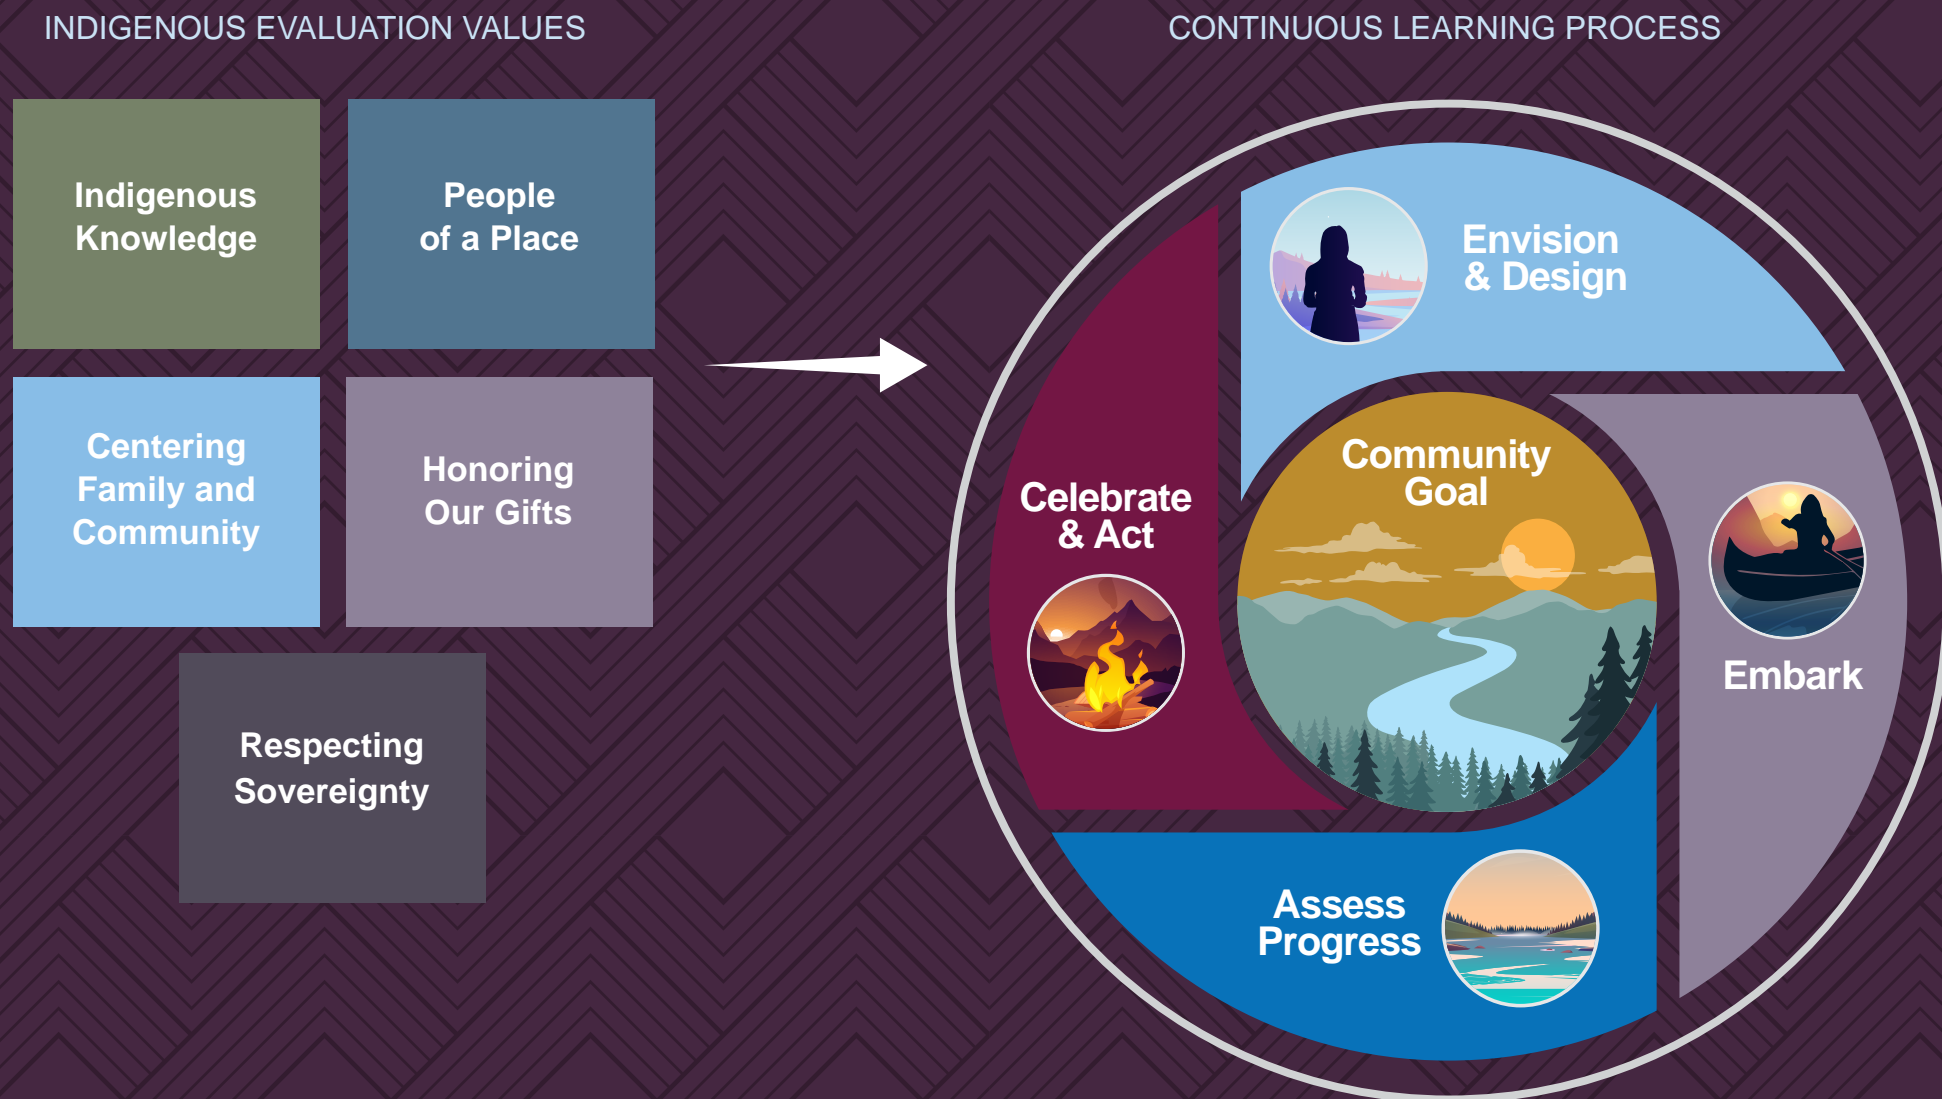 INDIGENOUS EVALUATION VALUES
Indigenous
Knowledge
People
of a Place
Centering
Family and
Community
Honoring
Our Gifts
Respecting
Sovereignty
CONTINUOUS LEARNING PROCESS
Envision
& Design
Embark
Assess
Progress
Celebrate
& Act
Community
Goal